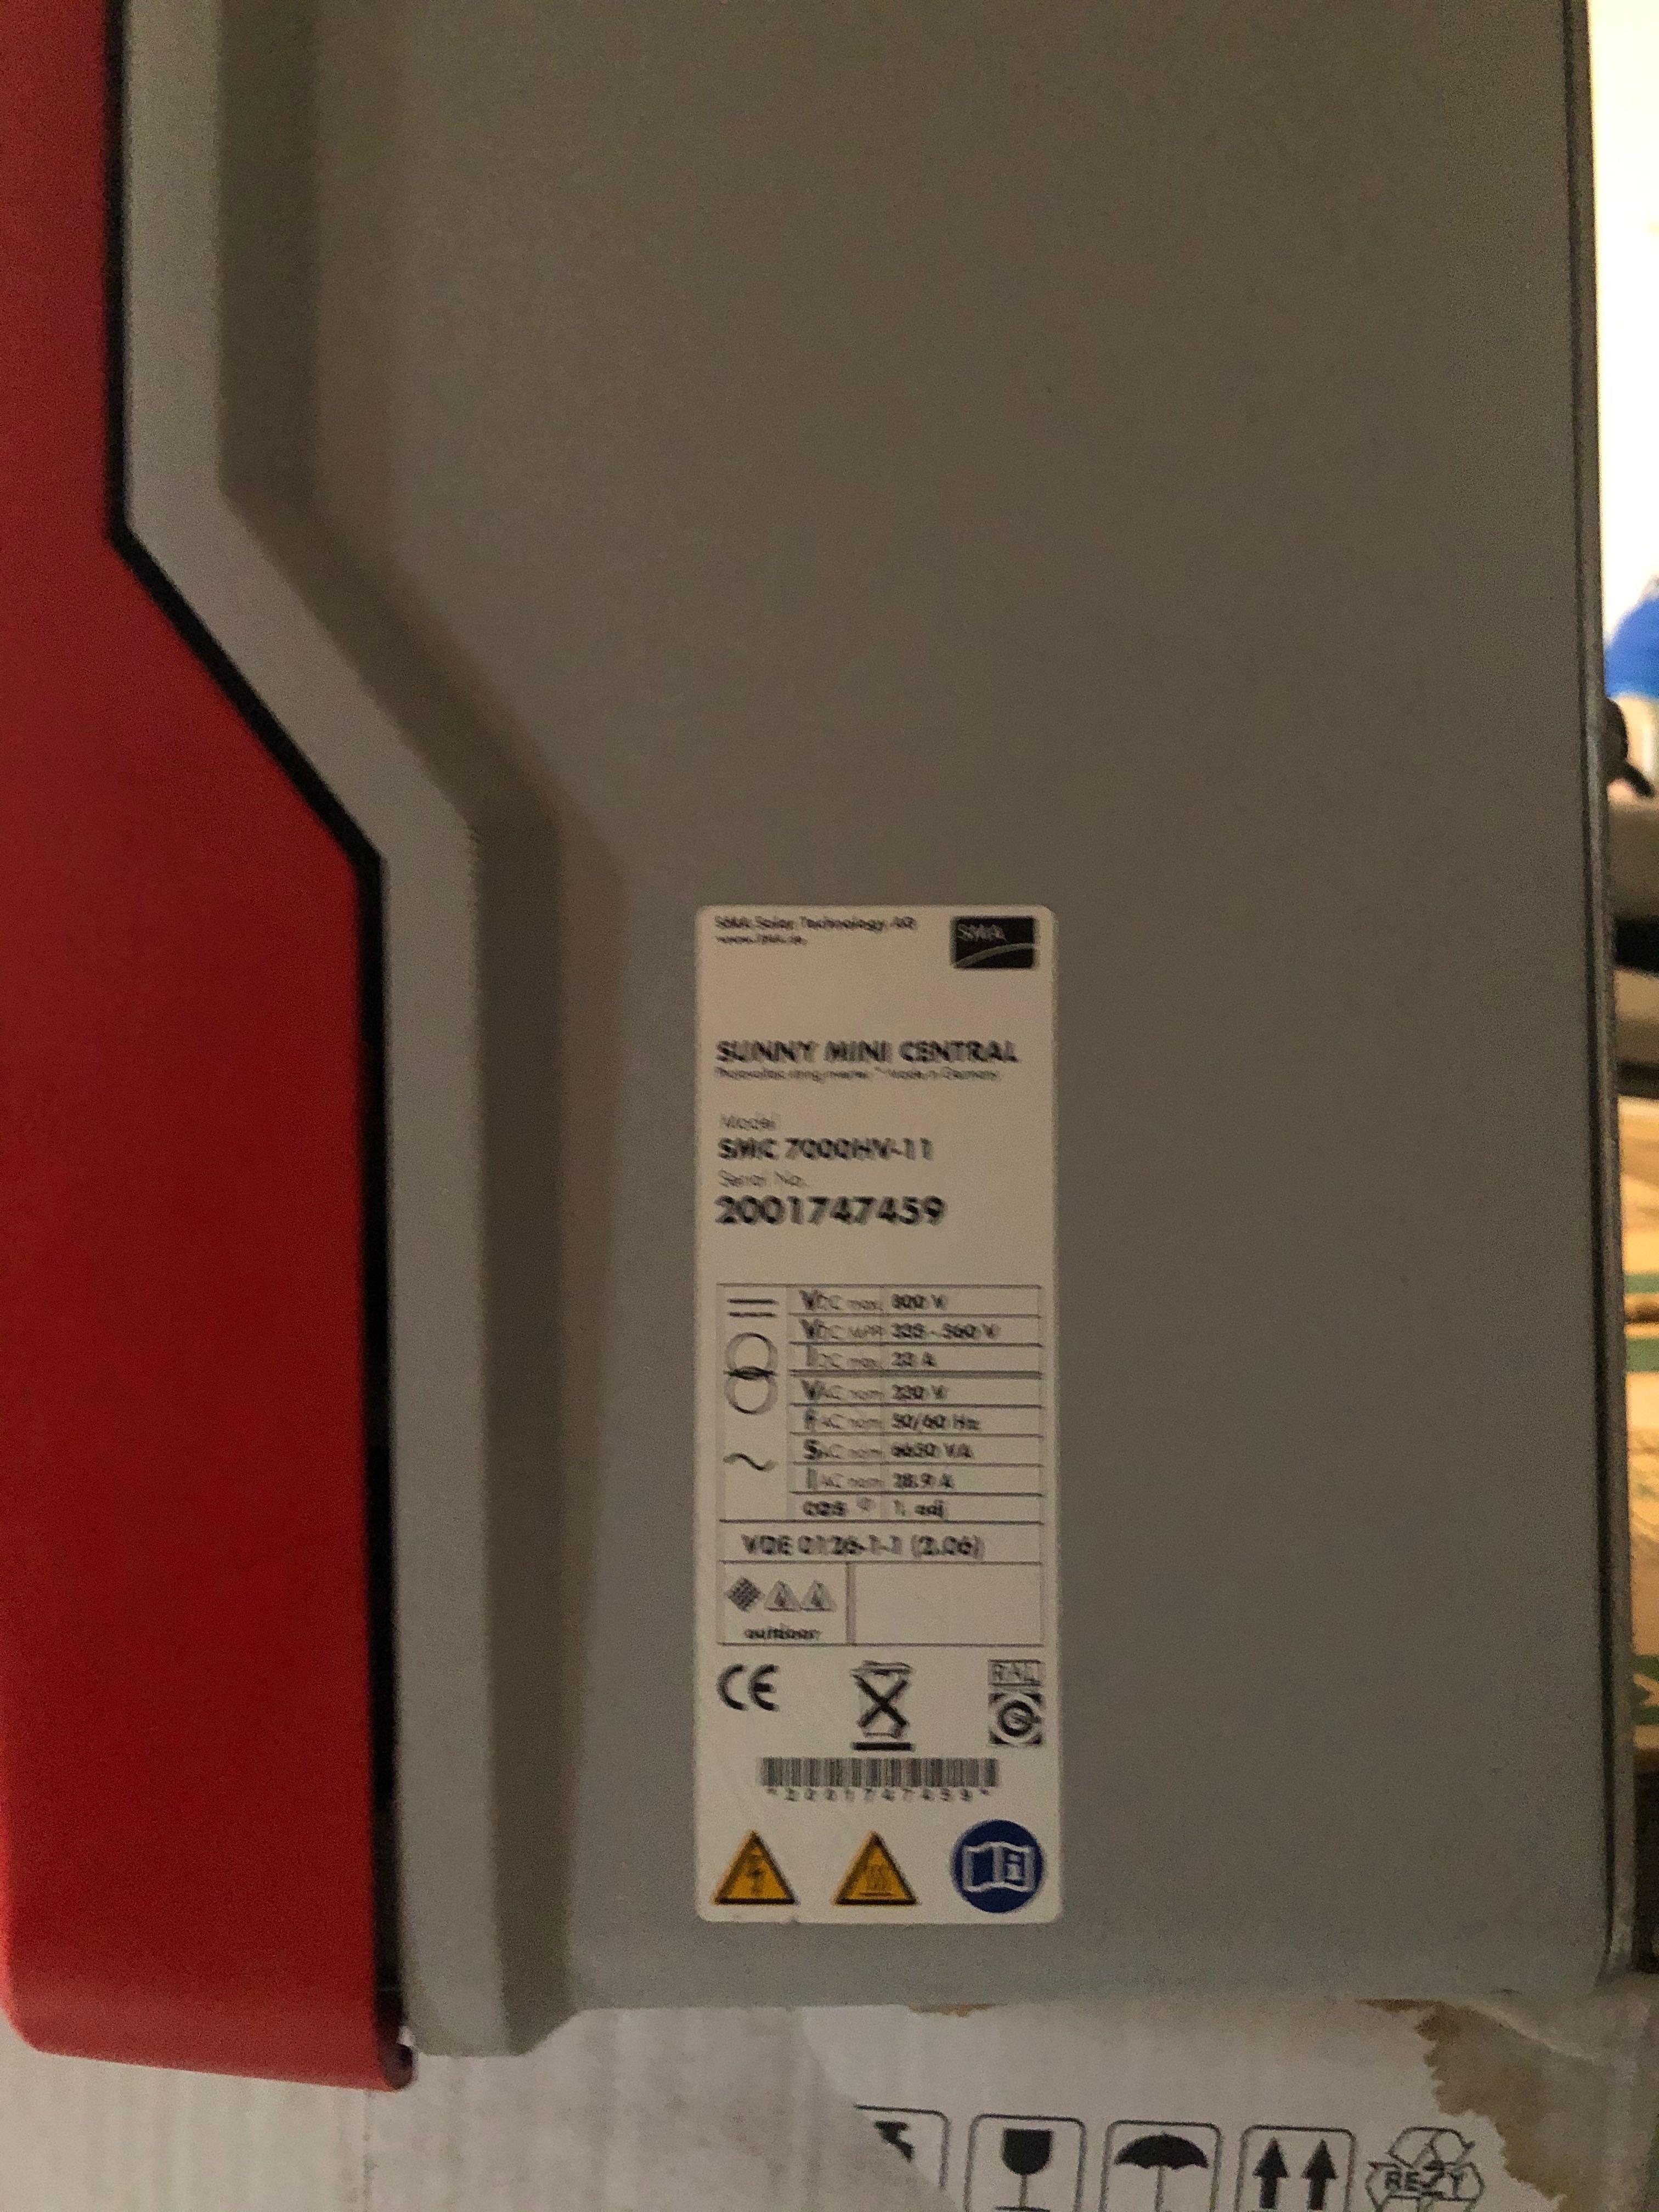 SMA Solar Technology AG
www.SMA.de
SMA
SUNNY MINI CENTRAL
Model
SMC 7000HV-11
Serial No.
2001747459
VDC max. 800 V
VDC MPP 335-560 V
IDC max. 23 A
VAC nom. 230 V
fAC nom. 50/60 Hz
SAC nom. 6650 VA
IAC nom. 28.9 A
cos φ 1, adj
VDE 0126-1-1 (2.06)
outdoor
CE
RAL
*2001747459*
REZY